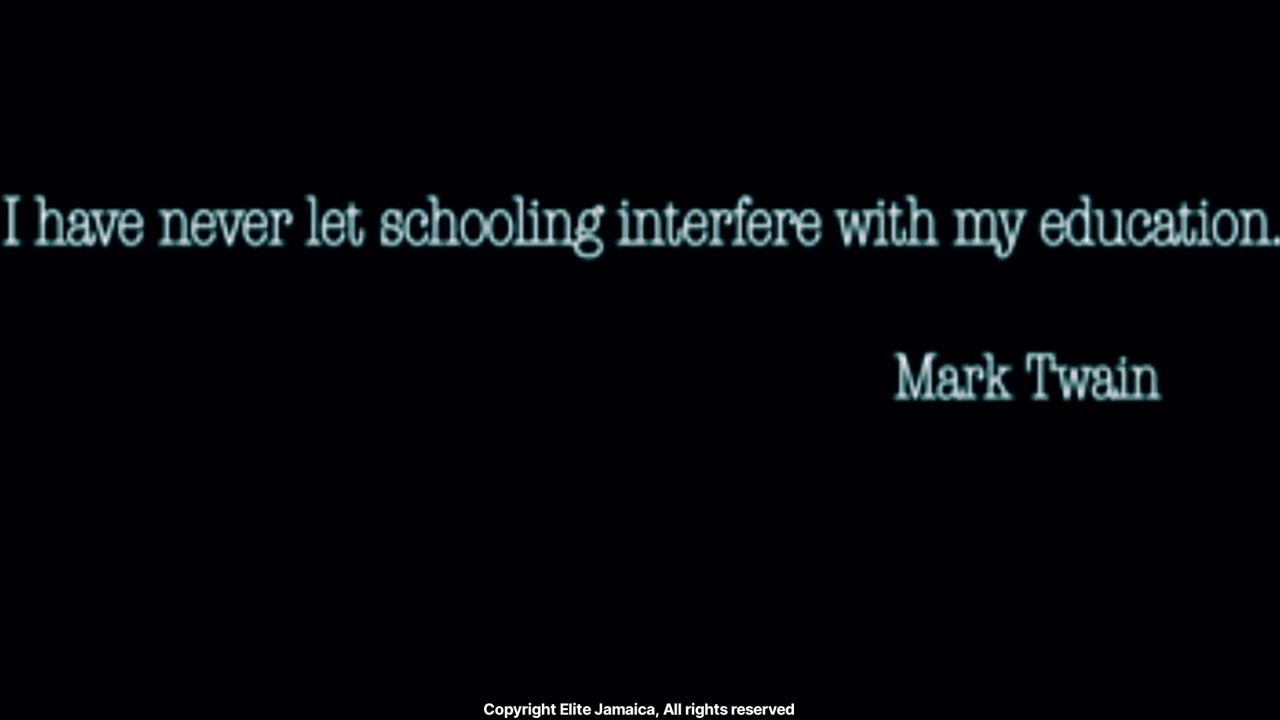 I have never let schooling interfere with my education.
Mark Twain
Copyright Elite Jamaica, All rights reserved